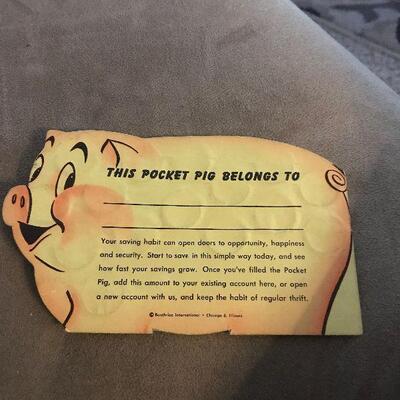 THIS POCKET PIG BELONGS TO
Your saving habit can open doors to opportunity, happiness
and security. Start to save in this simple way today, and see
how fast your savings grow. Once you've filled the Pocket
Pig, add this amount to your existing account here, or open
a new account with us, and keep the habit of regular thrift.
© International • Chicago 6, Illinois